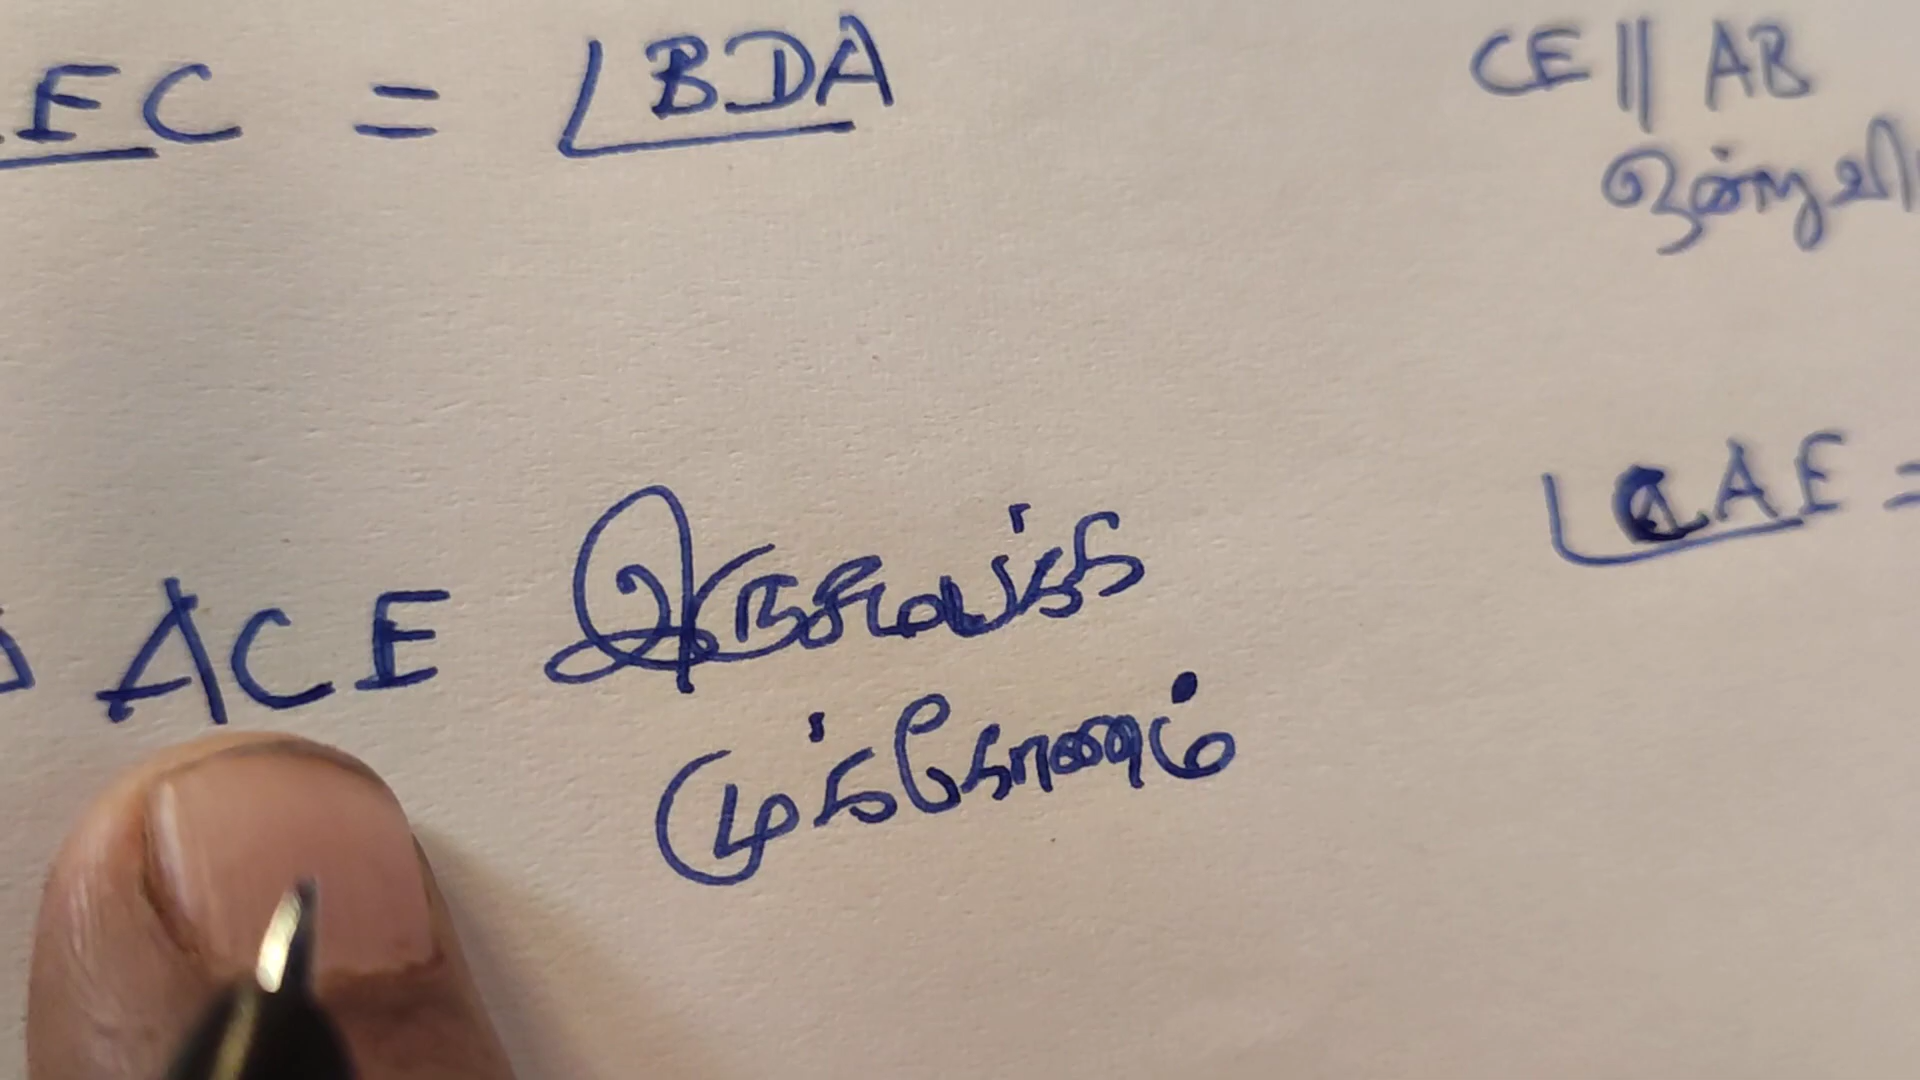 EC = ∠BDA
CE || AB
∠CAE =
Δ ACE இருசமபக்க
முக்கோணம்